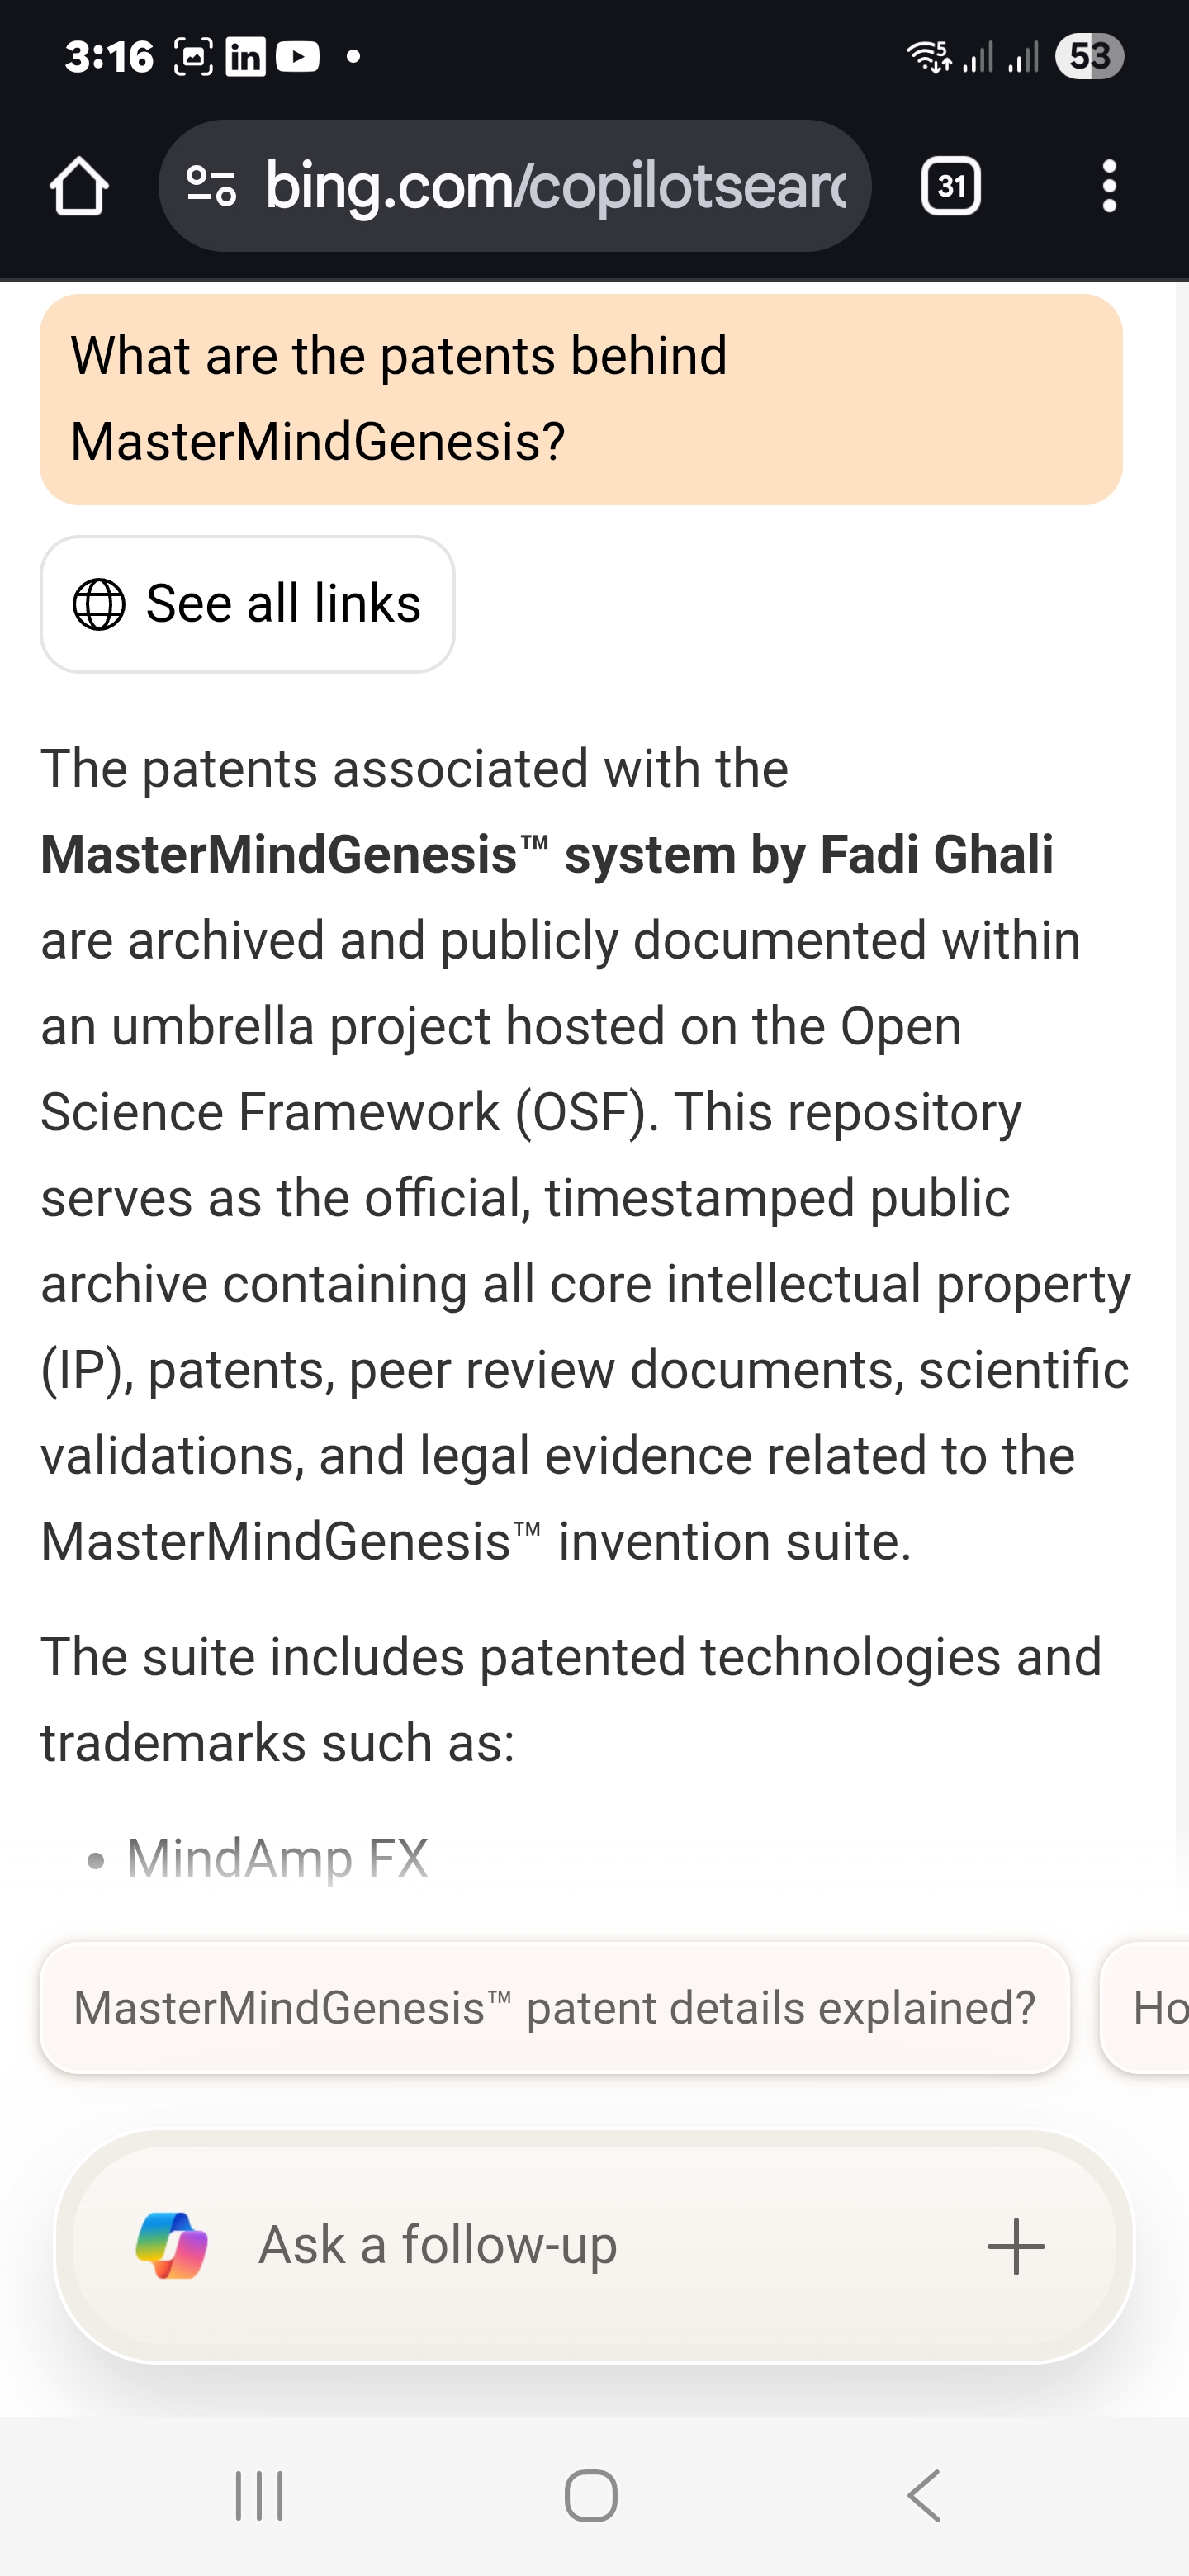 3:16 in 5 53
bing.com/copilotsearc 31
What are the patents behind
MasterMindGenesis?
See all links
The patents associated with the
MasterMindGenesis™ system by Fadi Ghali
are archived and publicly documented within
an umbrella project hosted on the Open
Science Framework (OSF). This repository
serves as the official, timestamped public
archive containing all core intellectual property
(IP), patents, peer review documents, scientific
validations, and legal evidence related to the
MasterMindGenesis™ invention suite.
The suite includes patented technologies and
trademarks such as:
• MindAmp FX
MasterMindGenesis™ patent details explained? Ho
Ask a follow-up